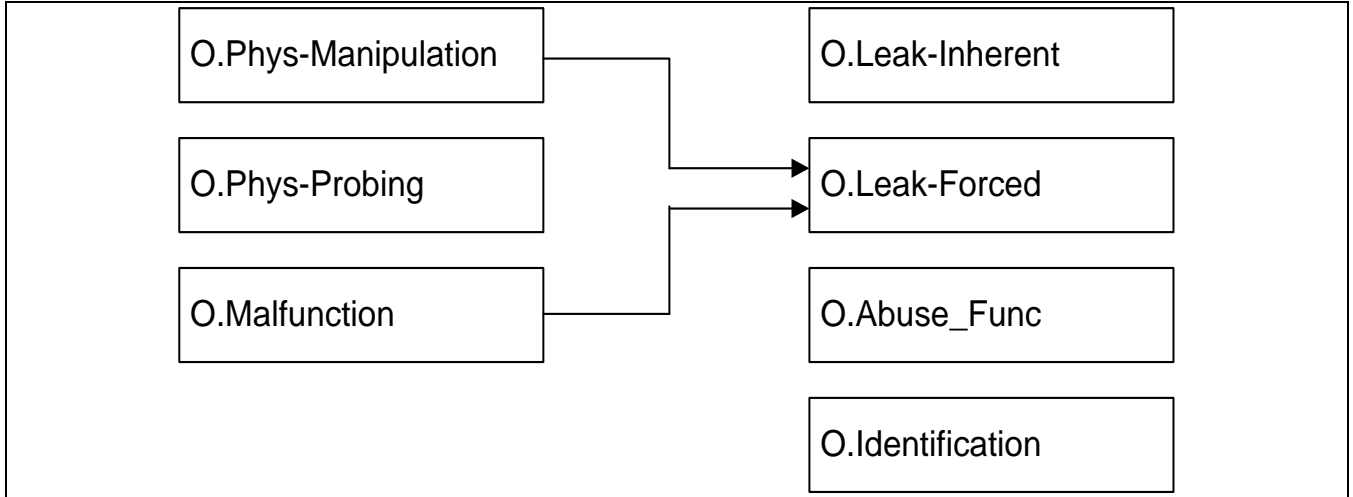 O.Phys-Manipulation
O.Leak-Inherent
O.Phys-Probing
O.Leak-Forced
O.Malfunction
O.Abuse_Func
O.Identification